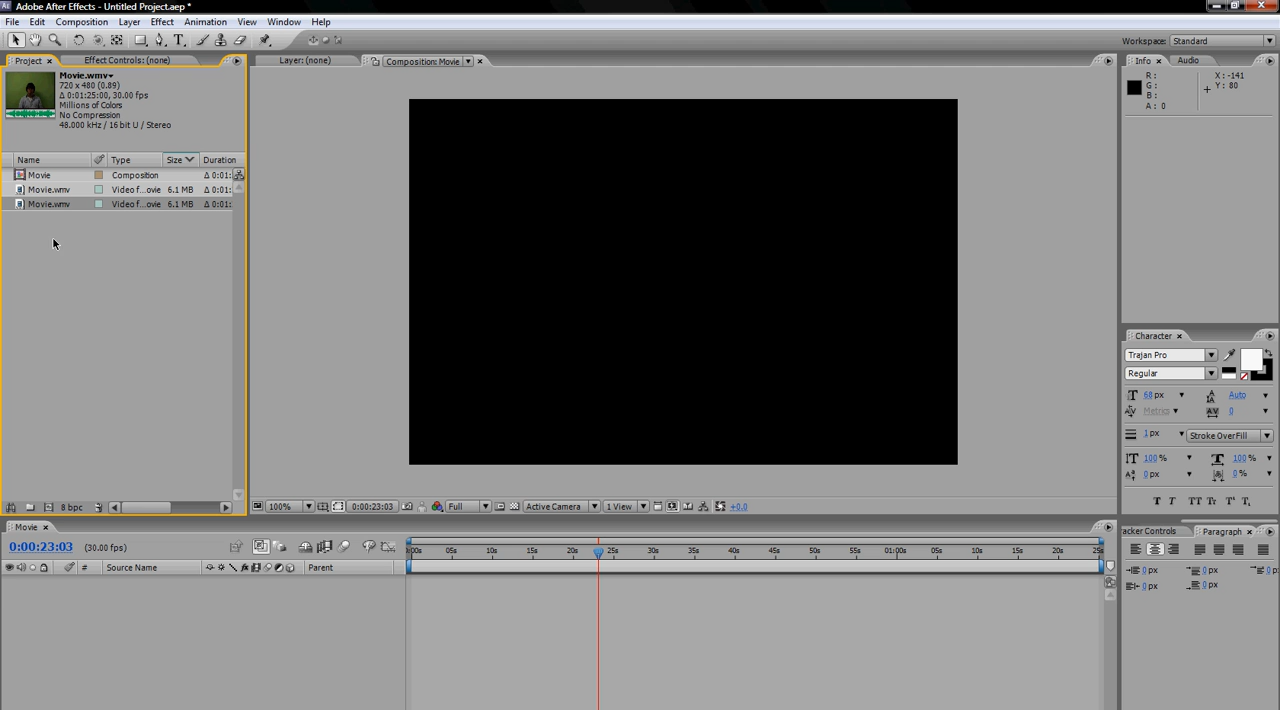 Adobe After Effects - Untitled Project.aep *
File Edit Composition Layer Effect Animation View Window Help
Workspace: Standard
Project Effect Controls: (none)
Layer: (none) Composition: Movie
Info Audio
Movie.wmv
720 x 480 (0.89)
Δ 0:01:25:00, 30.00 fps
Millions of Colors
No Compression
48.000 kHz / 16 bit U / Stereo
R :
G :
B :
A : 0
X : -141
Y : 80
Name Type Size Duration
Movie Composition Δ 0:01:
Movie.wmv Video f...ovie 6.1 MB Δ 0:01:
Movie.wmv Video f...ovie 6.1 MB Δ 0:01:
Character
Trajan Pro
Regular
68 px Auto
Metrics 0
1 px Stroke Over Fill
100 % 100 %
0 px 0 %
T T TT Tr T' T,
8 bpc
100% 0:00:23:03 Full Active Camera 1 View +0.0
Movie
0:00:23:03 (30.00 fps)
# Source Name Parent
:00s 05s 10s 15s 20s 25s 30s 35s 40s 45s 50s 55s 01:00s 05s 10s 15s 20s 25s
racker Controls Paragraph
0 px 0 px 0 px
0 px 0 px